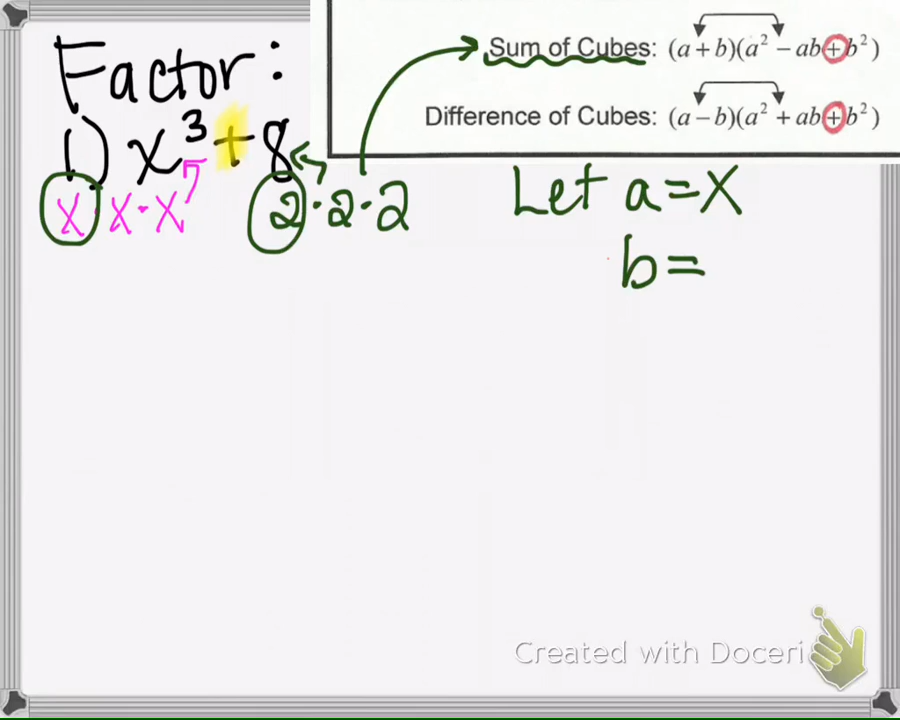 Factor:
Sum of Cubes: (a + b)(a² − ab + b²)
Difference of Cubes: (a − b)(a² + ab + b²)
1) x³ + 8
x · x · x
2 · 2 · 2
Let a = x
b =
Created with Doceri